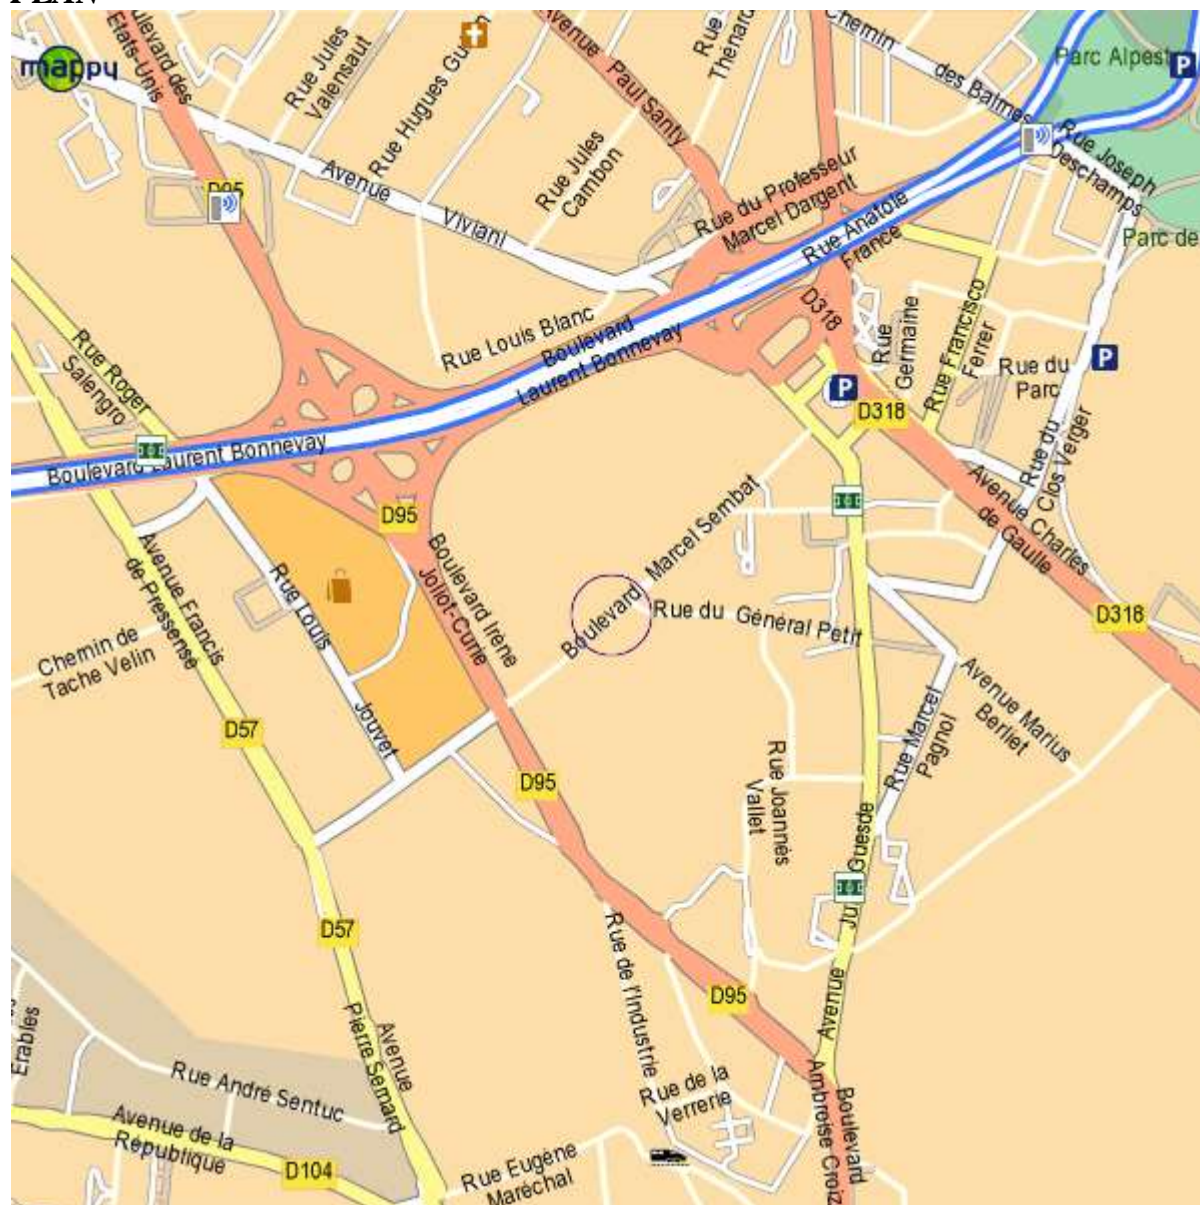 PLAN
mappy
Boulevard des
États-Unis
Rue Jules
Valensaut
Rue Hugues Gu
Avenue
Paul Santy
Rue
Thénard
Chemin
des Balmes
Parc Alpest
P
Rue Joseph
Deschamps
Parc de
D95
Avenue
Viviani
Rue Jules
Cambon
Rue du Professeur
Marcel Dargent
Rue Anatole
France
D318
Rue Louis Blanc
Boulevard
Laurent Bonnevay
Rue
Germaine
Rue Francisco
Ferrer
Rue du
Parc
P
P
D318
Rue Roger
Salengro
Boulevard Laurent Bonnevay
D95
Rue du
Clos Verger
Avenue Charles
de Gaulle
D318
Boulevard Marcel Sembat
Rue du Général Petit
Boulevard Irène
Joliot-Curie
Rue Louis
Jouvet
Avenue Francis
de Pressensé
Chemin de
Tache Velin
D57
D95
Avenue Marius
Berliet
Rue Marcel
Pagnol
Rue Joannès
Vallet
Avenue Ju Guesde
D57
D95
Rue de l'Industrie
Avenue
Pierre Semard
Erables
Rue André Sentuc
Avenue de la
République
D104
Rue Eugène
Maréchal
Rue de la
Verrerie
Boulevard
Ambroise Croiz